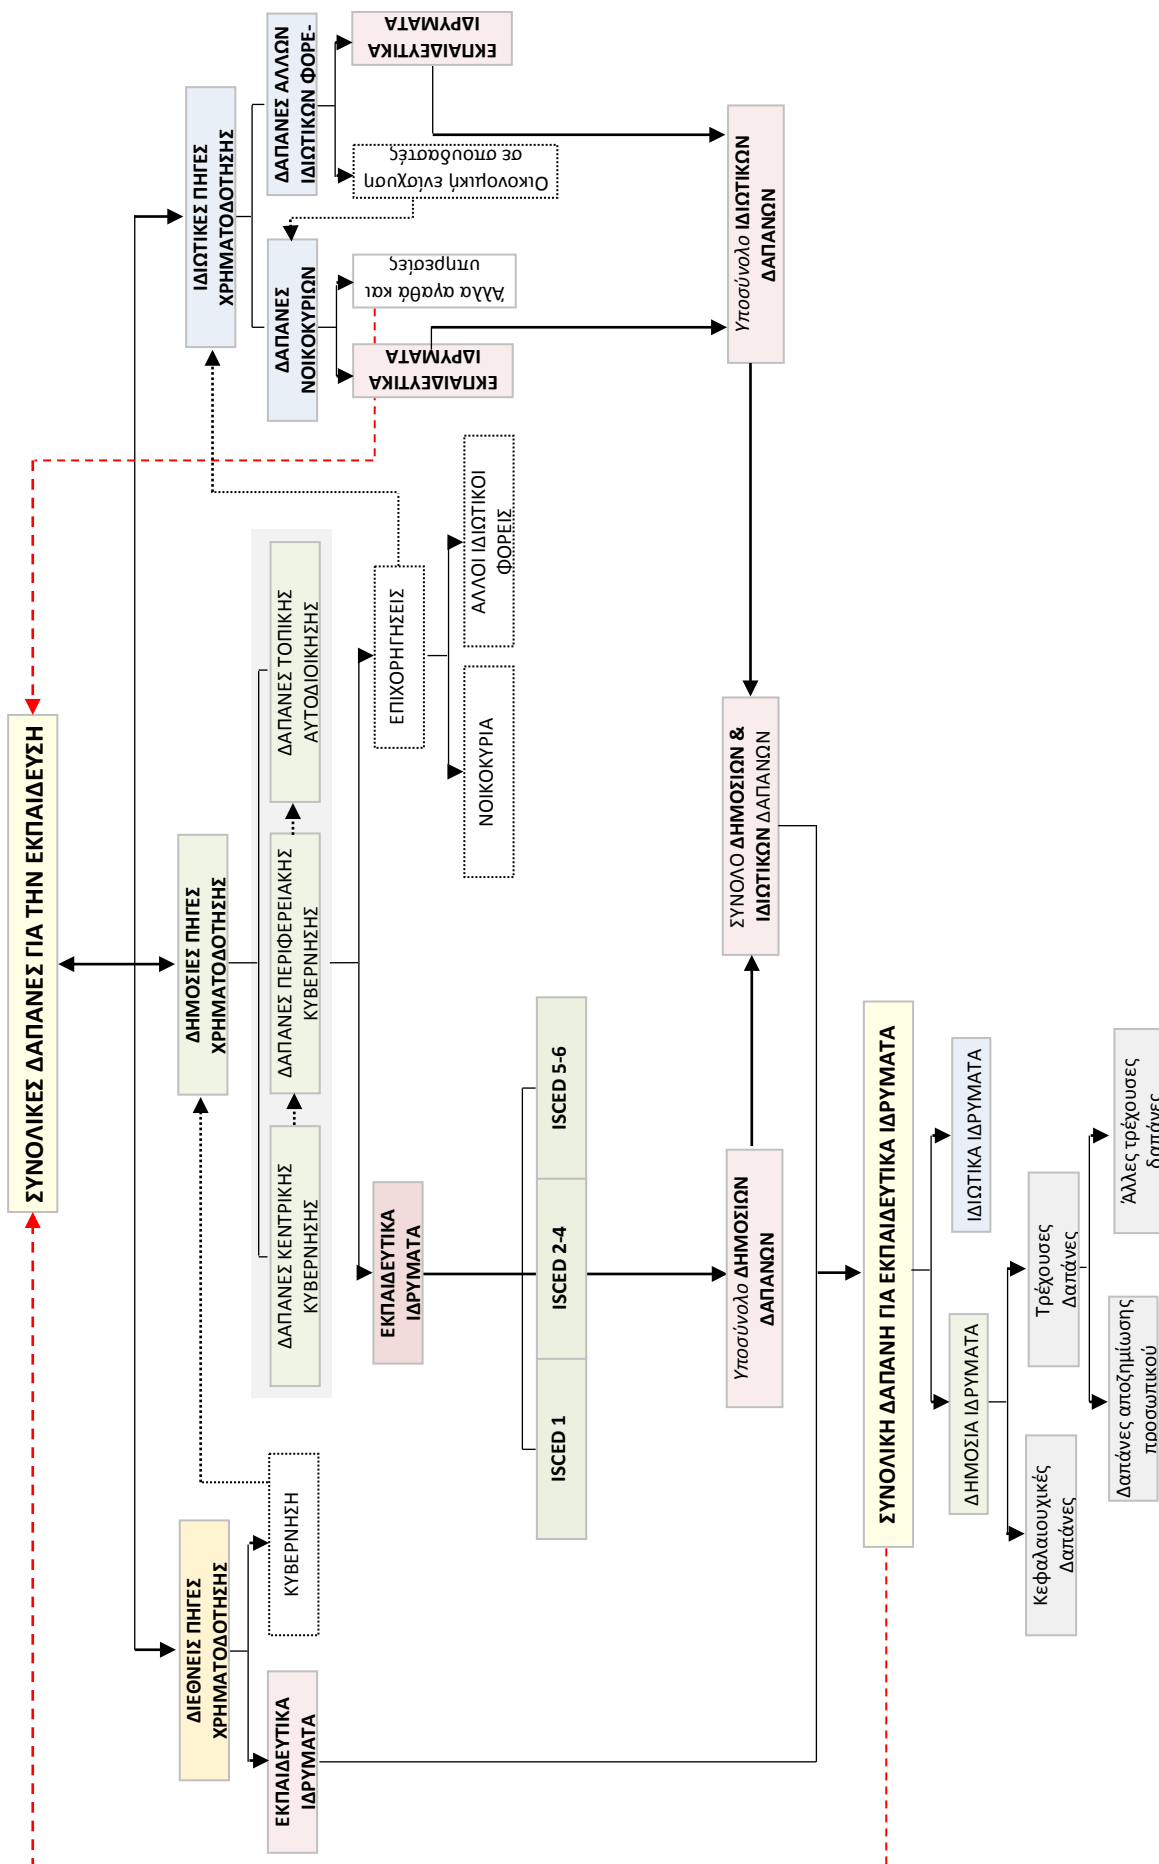 ΣΥΝΟΛΙΚΕΣ ΔΑΠΑΝΕΣ ΓΙΑ ΤΗΝ ΕΚΠΑΙΔΕΥΣΗ
ΔΙΕΘΝΕΙΣ ΠΗΓΕΣ
ΧΡΗΜΑΤΟΔΟΤΗΣΗΣ
ΔΗΜΟΣΙΕΣ ΠΗΓΕΣ
ΧΡΗΜΑΤΟΔΟΤΗΣΗΣ
ΙΔΙΩΤΙΚΕΣ ΠΗΓΕΣ
ΧΡΗΜΑΤΟΔΟΤΗΣΗΣ
ΕΚΠΑΙΔΕΥΤΙΚΑ
ΙΔΡΥΜΑΤΑ
ΚΥΒΕΡΝΗΣΗ
ΔΑΠΑΝΕΣ ΚΕΝΤΡΙΚΗΣ
ΚΥΒΕΡΝΗΣΗΣ
ΔΑΠΑΝΕΣ ΠΕΡΙΦΕΡΕΙΑΚΗΣ
ΚΥΒΕΡΝΗΣΗΣ
ΔΑΠΑΝΕΣ ΤΟΠΙΚΗΣ
ΑΥΤΟΔΙΟΙΚΗΣΗΣ
ΔΑΠΑΝΕΣ
ΝΟΙΚΟΚΥΡΙΩΝ
ΔΑΠΑΝΕΣ ΑΛΛΩΝ
ΙΔΙΩΤΙΚΩΝ ΦΟΡΕ-
ΕΚΠΑΙΔΕΥΤΙΚΑ
ΙΔΡΥΜΑΤΑ
ΕΠΙΧΟΡΗΓΗΣΕΙΣ
ΕΚΠΑΙΔΕΥΤΙΚΑ
ΙΔΡΥΜΑΤΑ
Άλλα αγαθά και
υπηρεσίες
Οικονομική ενίσχυση
σε σπουδαστές
ΕΚΠΑΙΔΕΥΤΙΚΑ
ΙΔΡΥΜΑΤΑ
ΝΟΙΚΟΚΥΡΙΑ
ΑΛΛΟΙ ΙΔΙΩΤΙΚΟΙ
ΦΟΡΕΙΣ
ISCED 1
ISCED 2-4
ISCED 5-6
Υποσύνολο ΔΗΜΟΣΙΩΝ
ΔΑΠΑΝΩΝ
ΣΥΝΟΛΟ ΔΗΜΟΣΙΩΝ &
ΙΔΙΩΤΙΚΩΝ ΔΑΠΑΝΩΝ
Υποσύνολο ΙΔΙΩΤΙΚΩΝ
ΔΑΠΑΝΩΝ
ΣΥΝΟΛΙΚΗ ΔΑΠΑΝΗ ΓΙΑ ΕΚΠΑΙΔΕΥΤΙΚΑ ΙΔΡΥΜΑΤΑ
ΔΗΜΟΣΙΑ ΙΔΡΥΜΑΤΑ
ΙΔΙΩΤΙΚΑ ΙΔΡΥΜΑΤΑ
Κεφαλαιουχικές
Δαπάνες
Τρέχουσες
Δαπάνες
Δαπάνες αποζημίωσης
προσωπικού
Άλλες τρέχουσες
δαπάνες